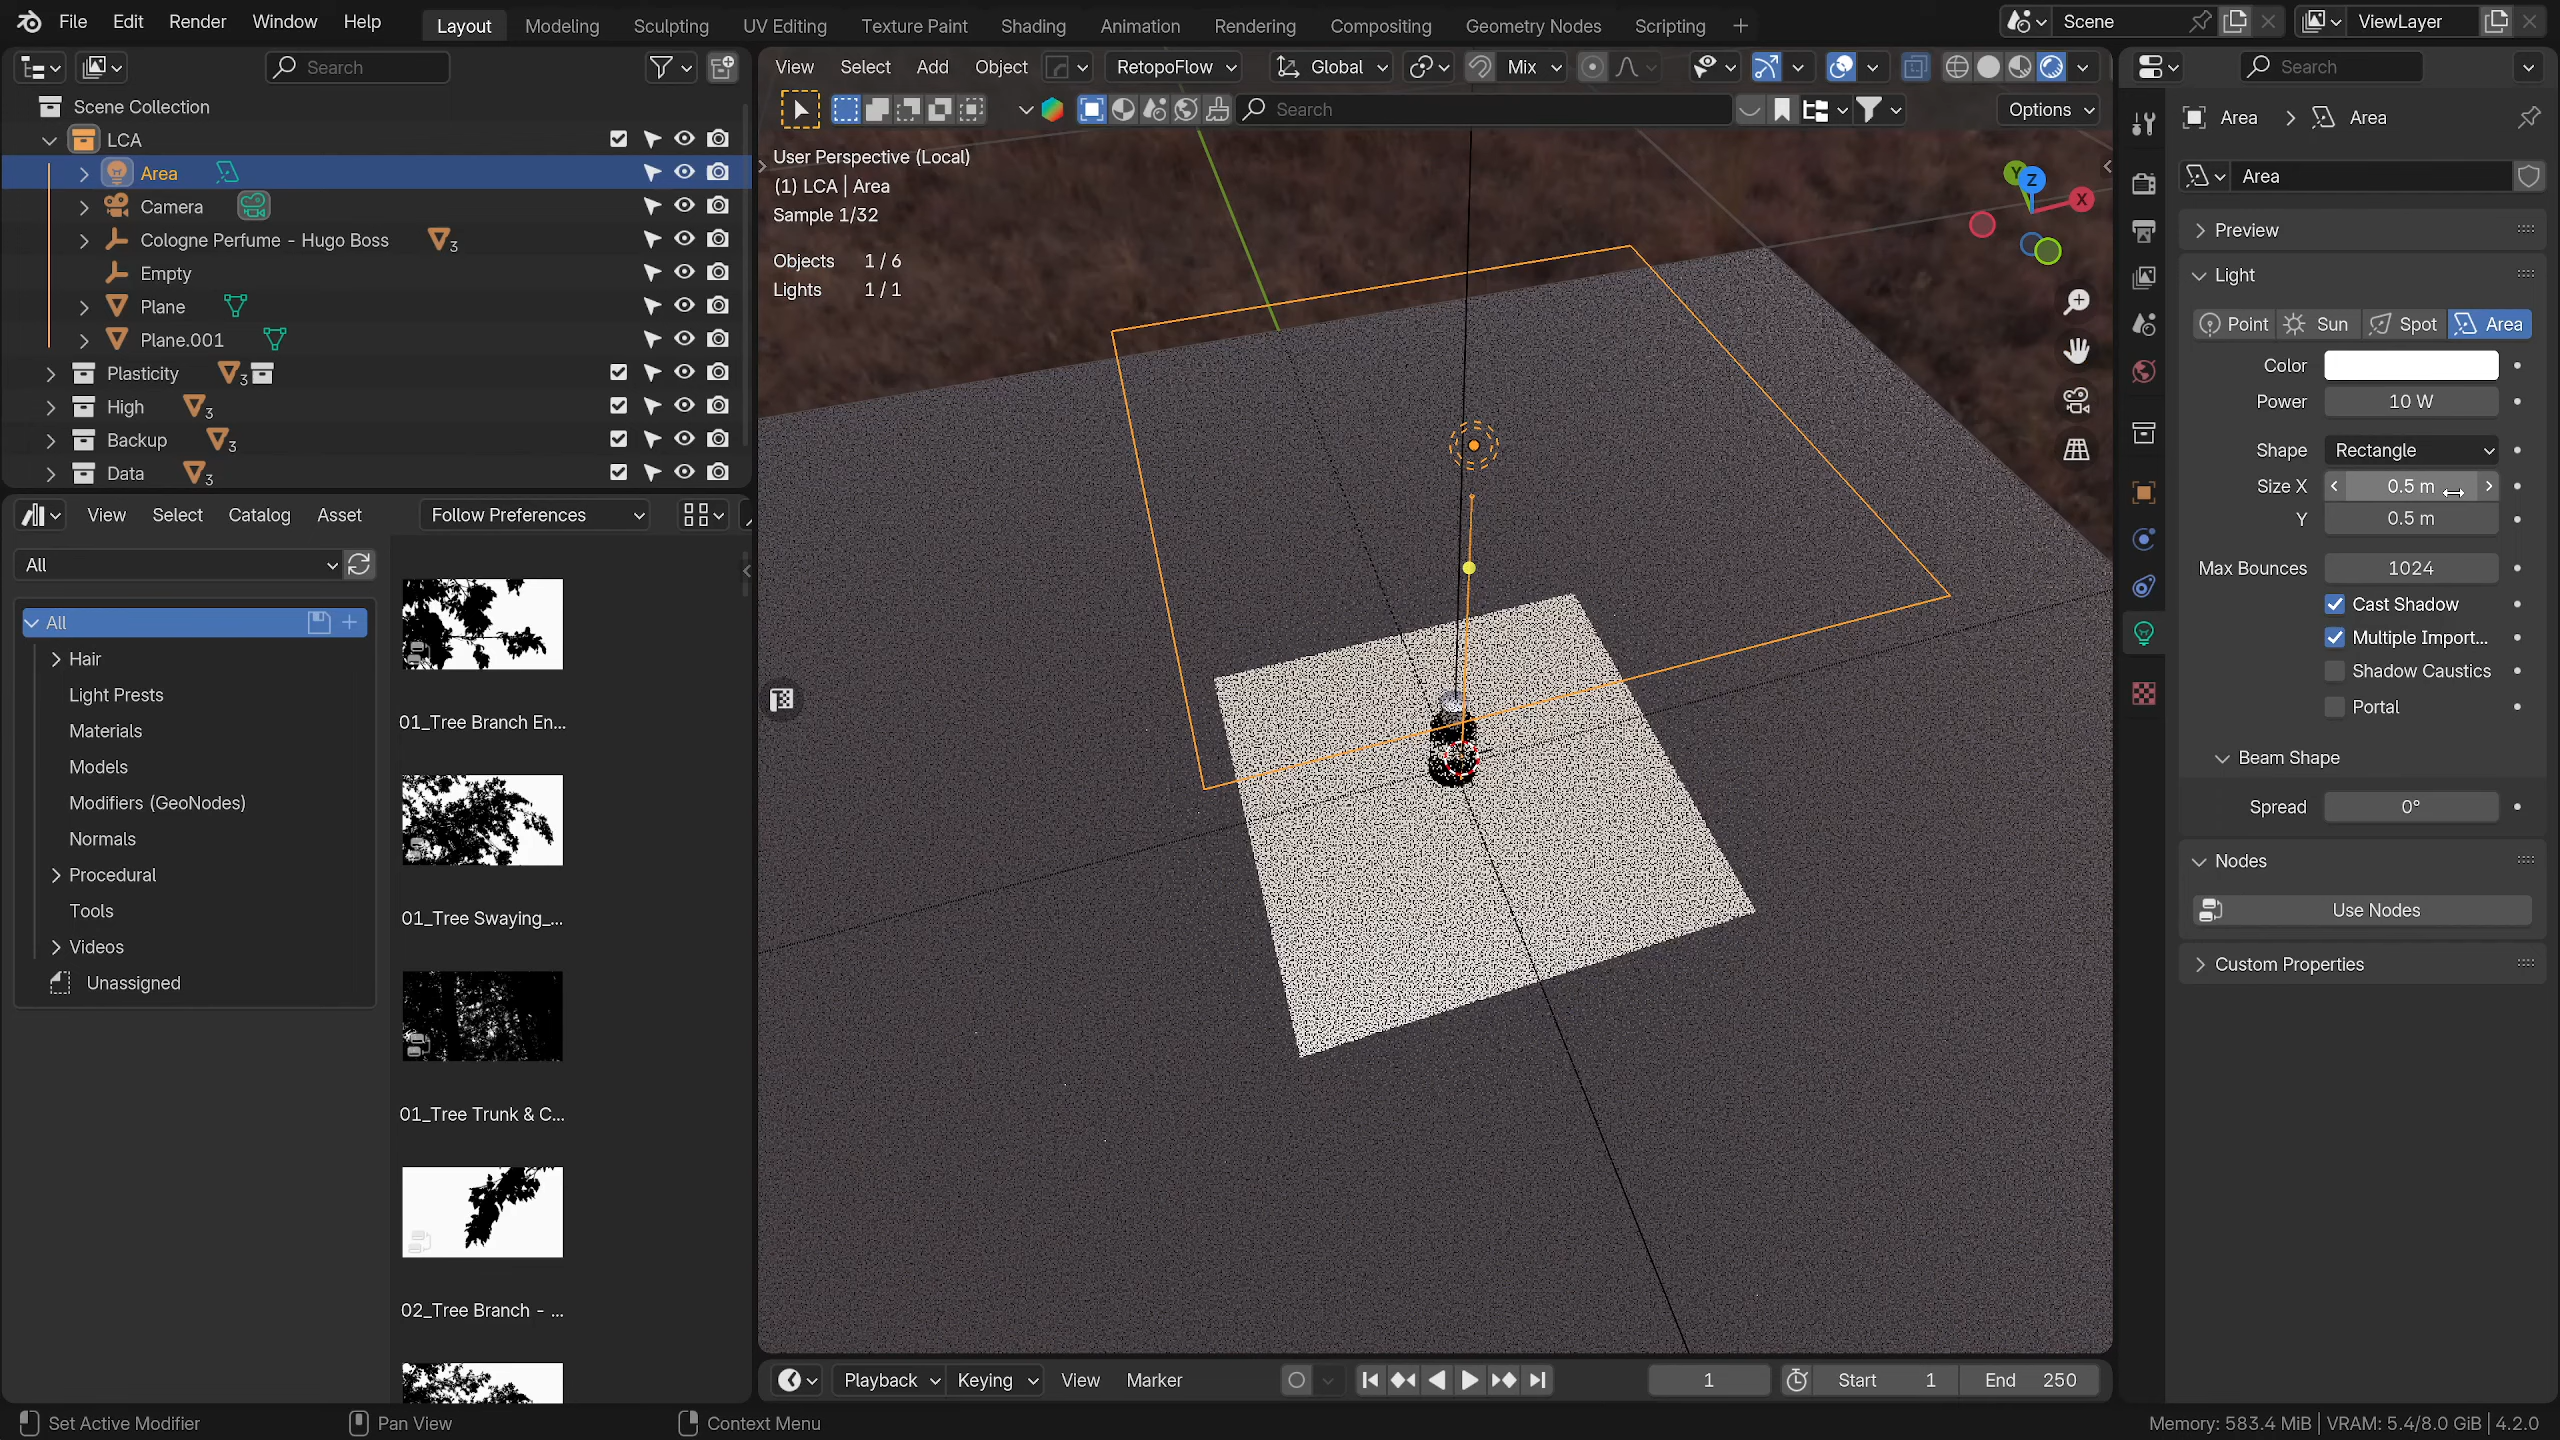 File Edit Render Window Help
Layout Modeling Sculpting UV Editing Texture Paint Shading Animation Rendering Compositing Geometry Nodes Scripting +
Scene
ViewLayer
Search
Scene Collection
LCA
Area
Camera
Cologne Perfume - Hugo Boss
3
Empty
Plane
Plane.001
Plasticity
3
High
3
Backup
3
Data
3
View Select Catalog Asset
Follow Preferences
All
All
Hair
Light Prests
Materials
Models
Modifiers (GeoNodes)
Normals
Procedural
Tools
Videos
Unassigned
01_Tree Branch En...
01_Tree Swaying_...
01_Tree Trunk & C...
02_Tree Branch - ...
View Select Add Object
RetopoFlow
Global
Mix
Search
Options
User Perspective (Local)
(1) LCA | Area
Sample 1/32
Objects 1 / 6
Lights 1 / 1
Y
Z
X
Playback Keying View Marker
1
Start 1
End 250
Search
Area
Area
Area
Preview
Light
Point Sun Spot Area
Color
Power 10 W
Shape Rectangle
Size X 0.5 m
Y 0.5 m
Max Bounces 1024
Cast Shadow
Multiple Import...
Shadow Caustics
Portal
Beam Shape
Spread 0°
Nodes
Use Nodes
Custom Properties
Set Active Modifier
Pan View
Context Menu
Memory: 583.4 MiB | VRAM: 5.4/8.0 GiB | 4.2.0